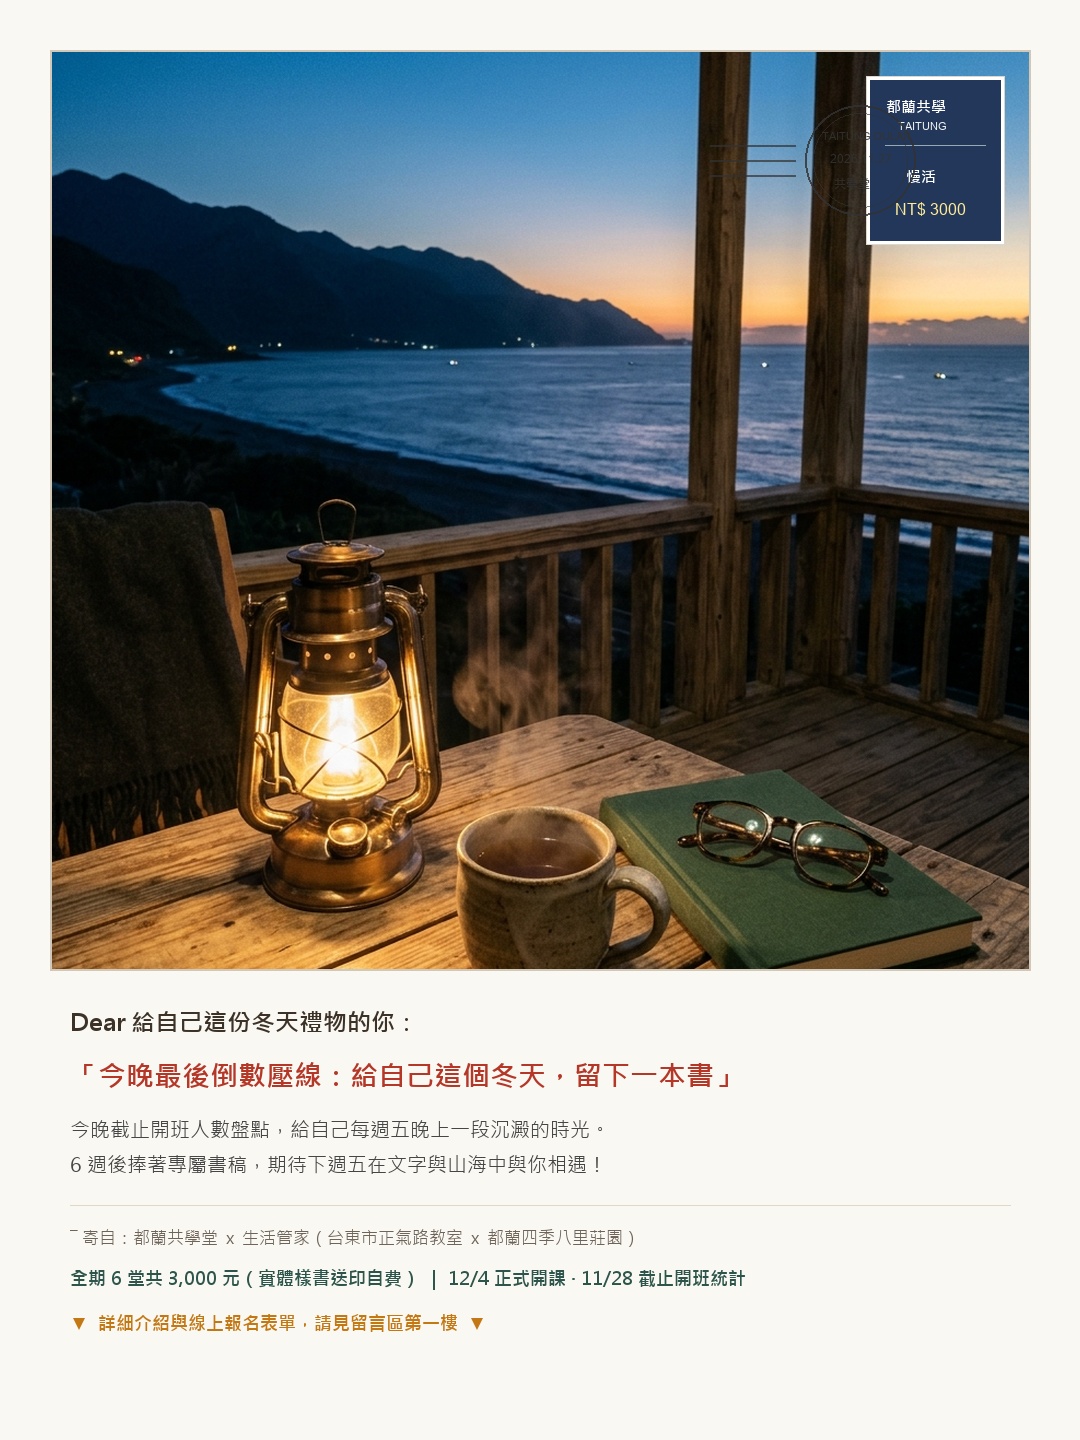 都蘭共學
TAITUNG
慢活
NT$ 3000
TAITUNG
共學堂
Dear 給自己這份冬天禮物的你：
「今晚最後倒數壓線：給自己這個冬天，留下一本書」
今晚截止開班人數盤點，給自己每週五晚上一段沉澱的時光。
6 週後捧著專屬書稿，期待下週五在文字與山海中與你相遇！
寄自：都蘭共學堂 x 生活管家 ( 台東市正氣路教室 x 都蘭四季八里莊園 )
全期 6 堂共 3,000 元 ( 實體樣書送印自費 ) | 12/4 正式開課 · 11/28 截止開班統計
▼ 詳細介紹與線上報名表單，請見留言區第一樓 ▼